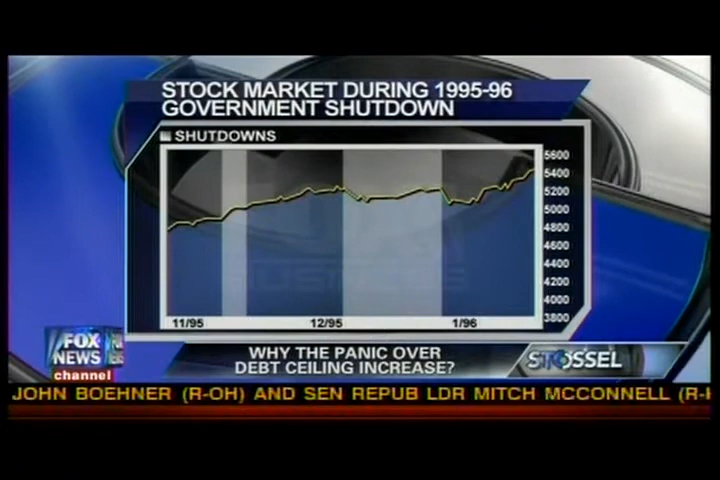 STOCK MARKET DURING 1995-96
GOVERNMENT SHUTDOWN
SHUTDOWNS
5600
5400
5200
5000
4800
4600
4400
4200
4000
3800
11/95 12/95 1/96
FOX
NEWS
channel
WHY THE PANIC OVER
DEBT CEILING INCREASE?
STOSSEL
JOHN BOEHNER (R-OH) AND SEN REPUB LDR MITCH MCCONNELL (R-K